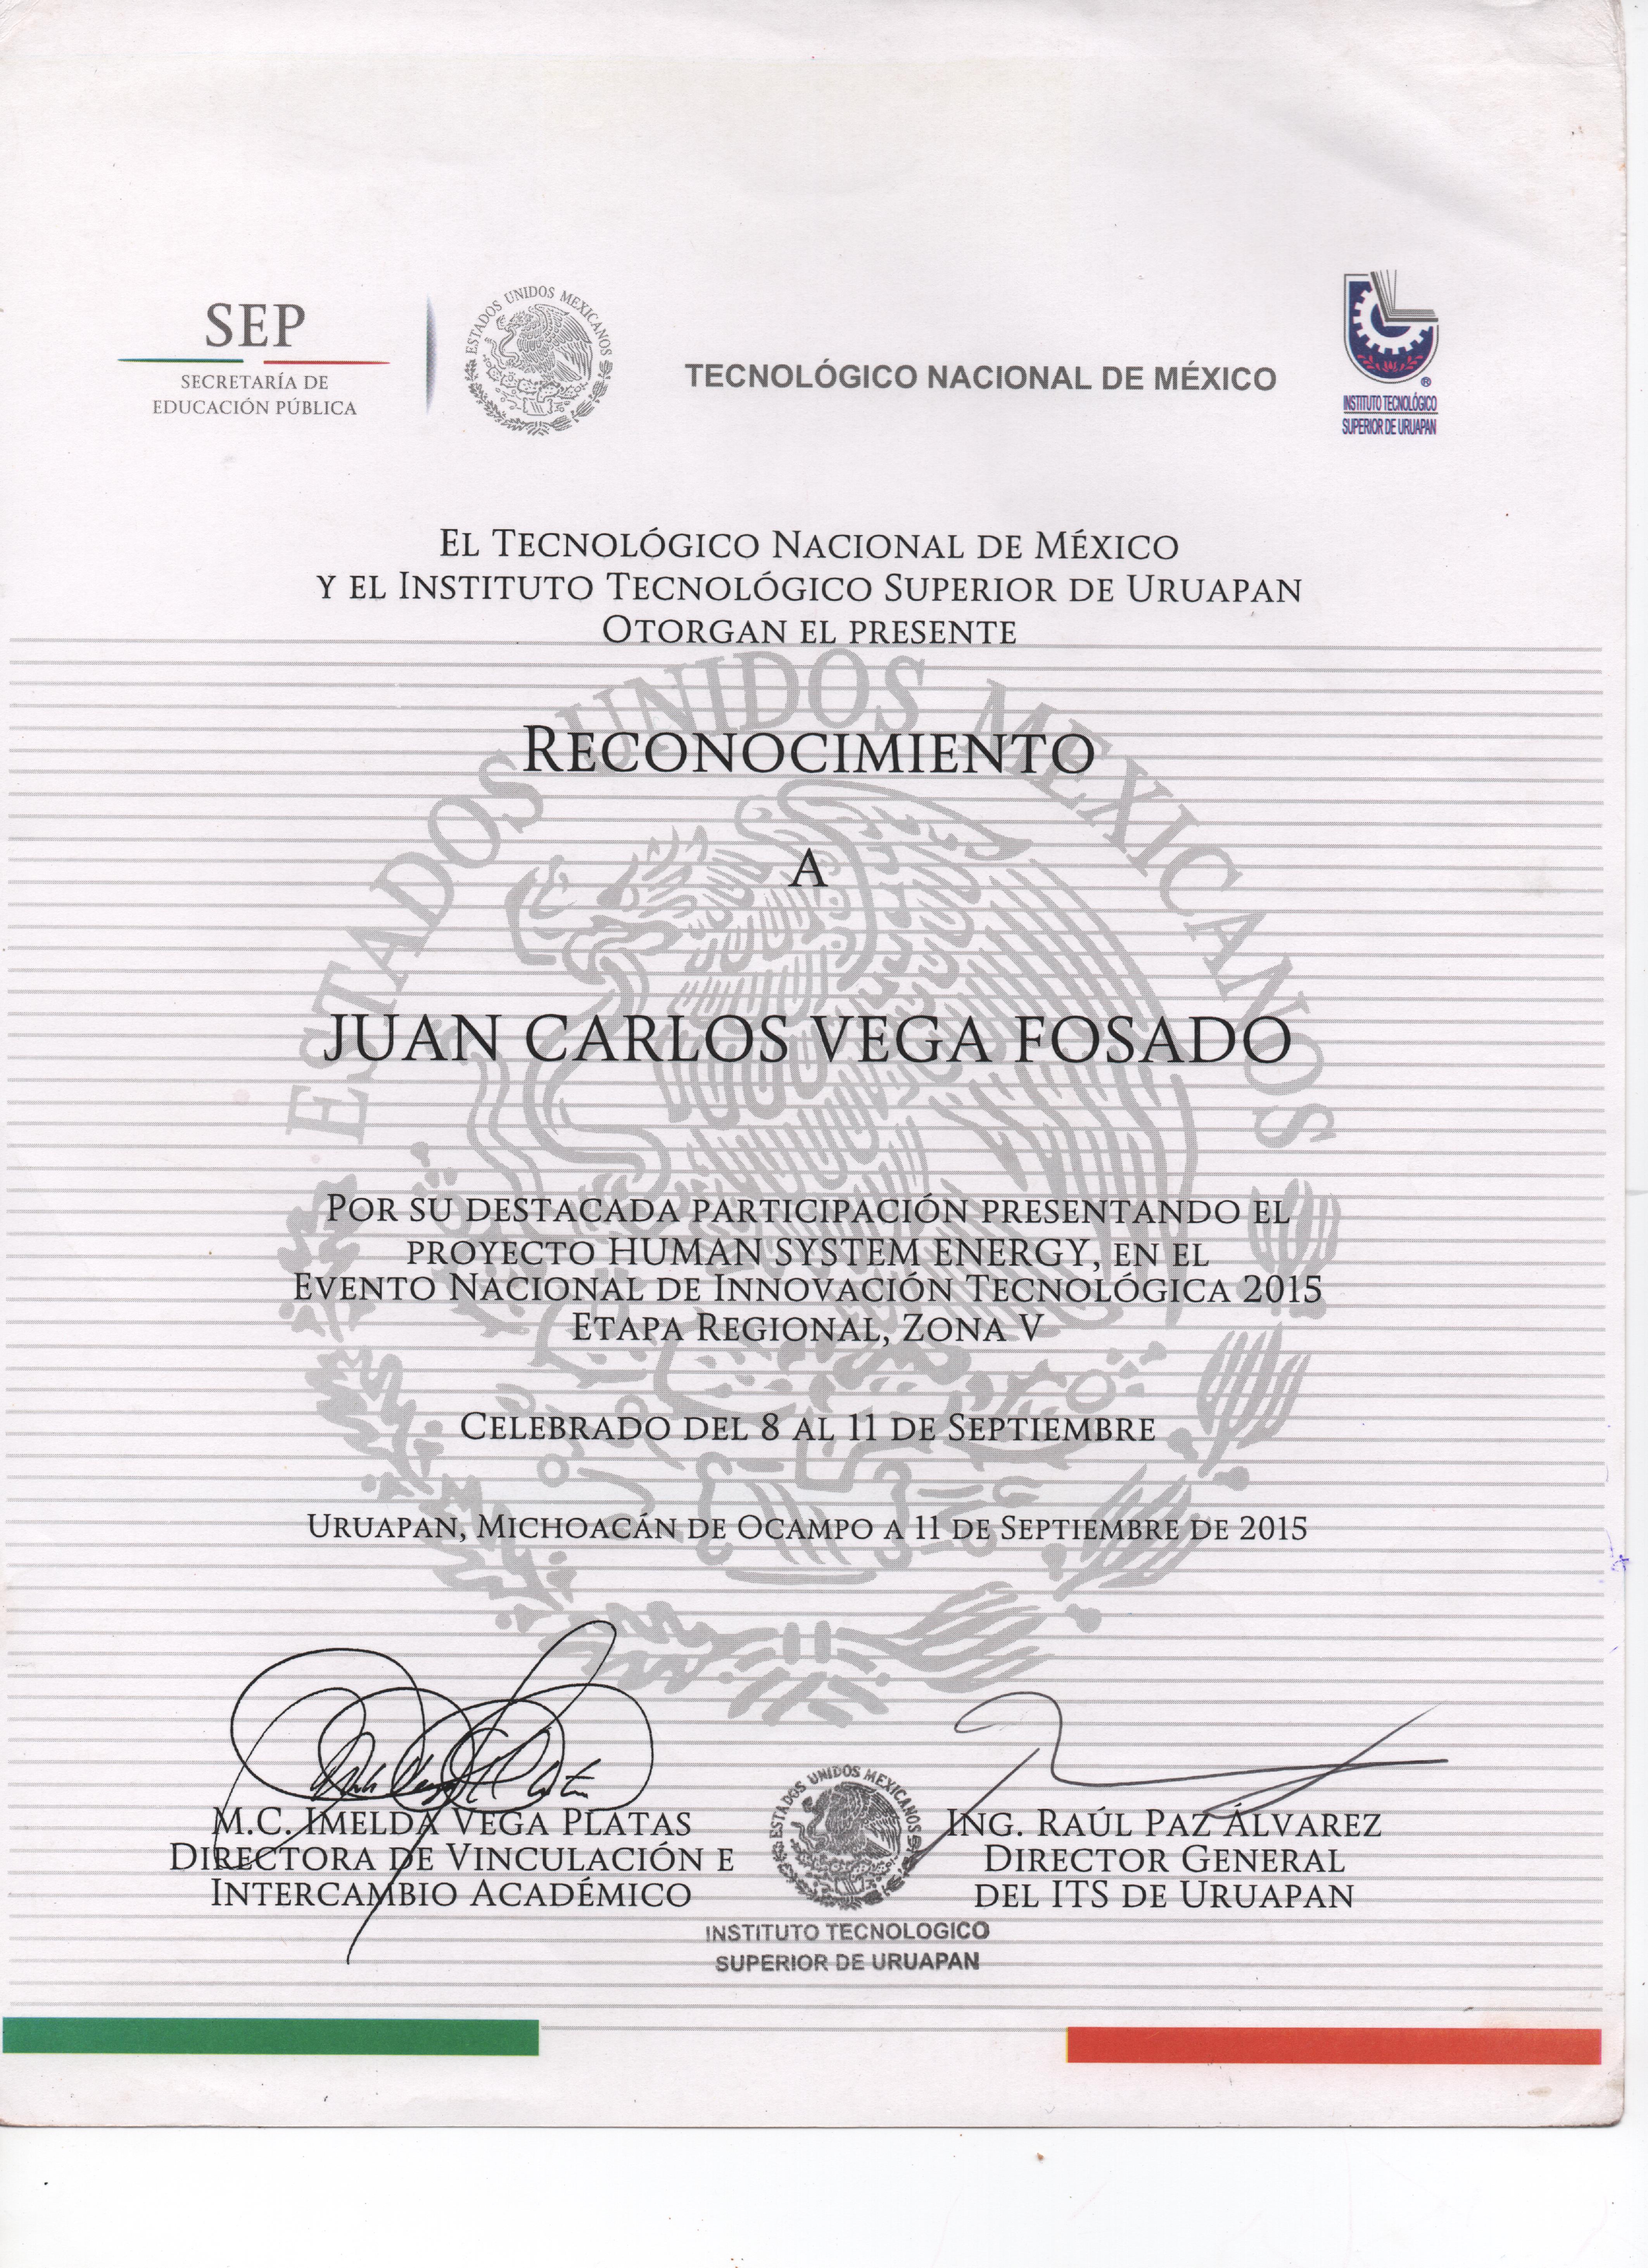 SEP
SECRETARÍA DE
EDUCACIÓN PÚBLICA
ESTADOS UNIDOS MEXICANOS
TECNOLÓGICO NACIONAL DE MÉXICO
®
INSTITUTO TECNOLÓGICO
SUPERIOR DE URUAPAN
EL TECNOLÓGICO NACIONAL DE MÉXICO
Y EL INSTITUTO TECNOLÓGICO SUPERIOR DE URUAPAN
OTORGAN EL PRESENTE
ESTADOS UNIDOS MEXICANOS
RECONOCIMIENTO
A
JUAN CARLOS VEGA FOSADO
POR SU DESTACADA PARTICIPACIÓN PRESENTANDO EL
PROYECTO HUMAN SYSTEM ENERGY, EN EL
EVENTO NACIONAL DE INNOVACIÓN TECNOLÓGICA 2015
ETAPA REGIONAL, ZONA V
CELEBRADO DEL 8 AL 11 DE SEPTIEMBRE
URUAPAN, MICHOACÁN DE OCAMPO A 11 DE SEPTIEMBRE DE 2015
M.C. IMELDA VEGA PLATAS
DIRECTORA DE VINCULACIÓN E
INTERCAMBIO ACADÉMICO
ESTADOS UNIDOS MEXICANOS
INSTITUTO TECNOLOGICO
SUPERIOR DE URUAPAN
ING. RAÚL PAZ ÁLVAREZ
DIRECTOR GENERAL
DEL ITS DE URUAPAN